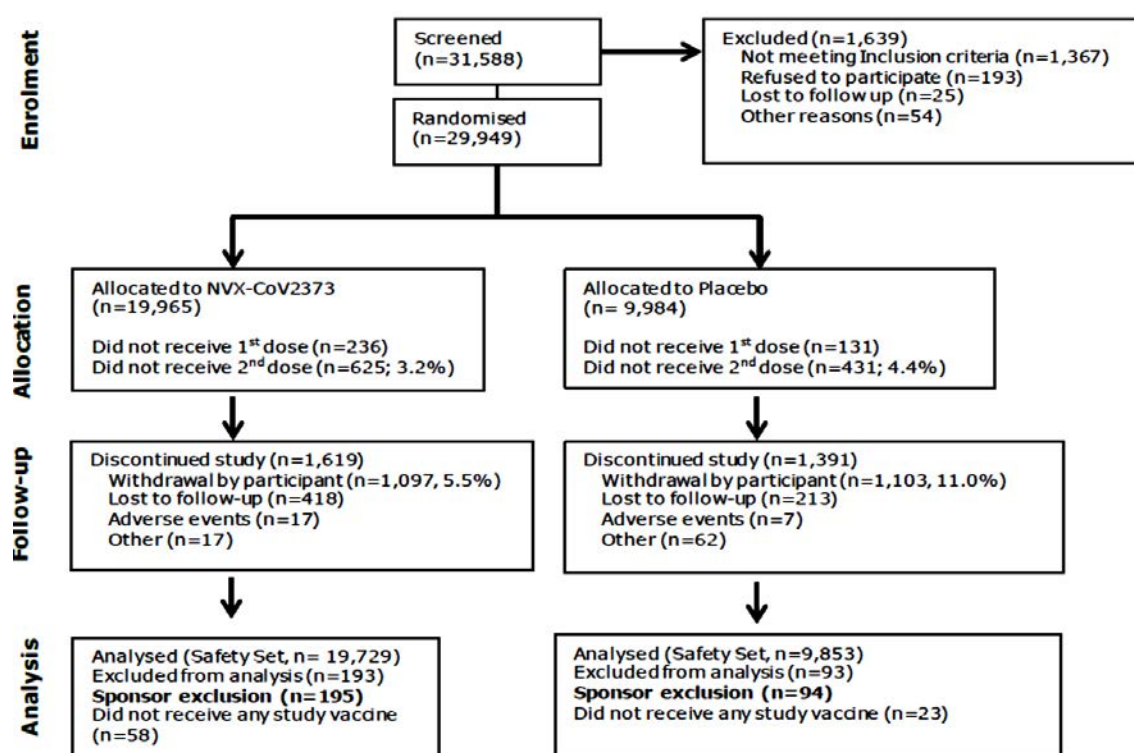 Enrolment
Screened
(n=31,588)
Excluded (n=1,639)
Not meeting Inclusion criteria (n=1,367)
Refused to participate (n=193)
Lost to follow up (n=25)
Other reasons (n=54)
Randomised
(n=29,949)
Allocation
Allocated to NVX-CoV2373
(n=19,965)
Did not receive 1st dose (n=236)
Did not receive 2nd dose (n=625; 3.2%)
Allocated to Placebo
(n= 9,984)
Did not receive 1st dose (n=131)
Did not receive 2nd dose (n=431; 4.4%)
Follow-up
Discontinued study (n=1,619)
Withdrawal by participant (n=1,097, 5.5%)
Lost to follow-up (n=418)
Adverse events (n=17)
Other (n=17)
Discontinued study (n=1,391)
Withdrawal by participant (n=1,103, 11.0%)
Lost to follow-up (n=213)
Adverse events (n=7)
Other (n=62)
Analysis
Analysed (Safety Set, n= 19,729)
Excluded from analysis (n=193)
Sponsor exclusion (n=195)
Did not receive any study vaccine
(n=58)
Analysed (Safety Set, n=9,853)
Excluded from analysis (n=93)
Sponsor exclusion (n=94)
Did not receive any study vaccine (n=23)